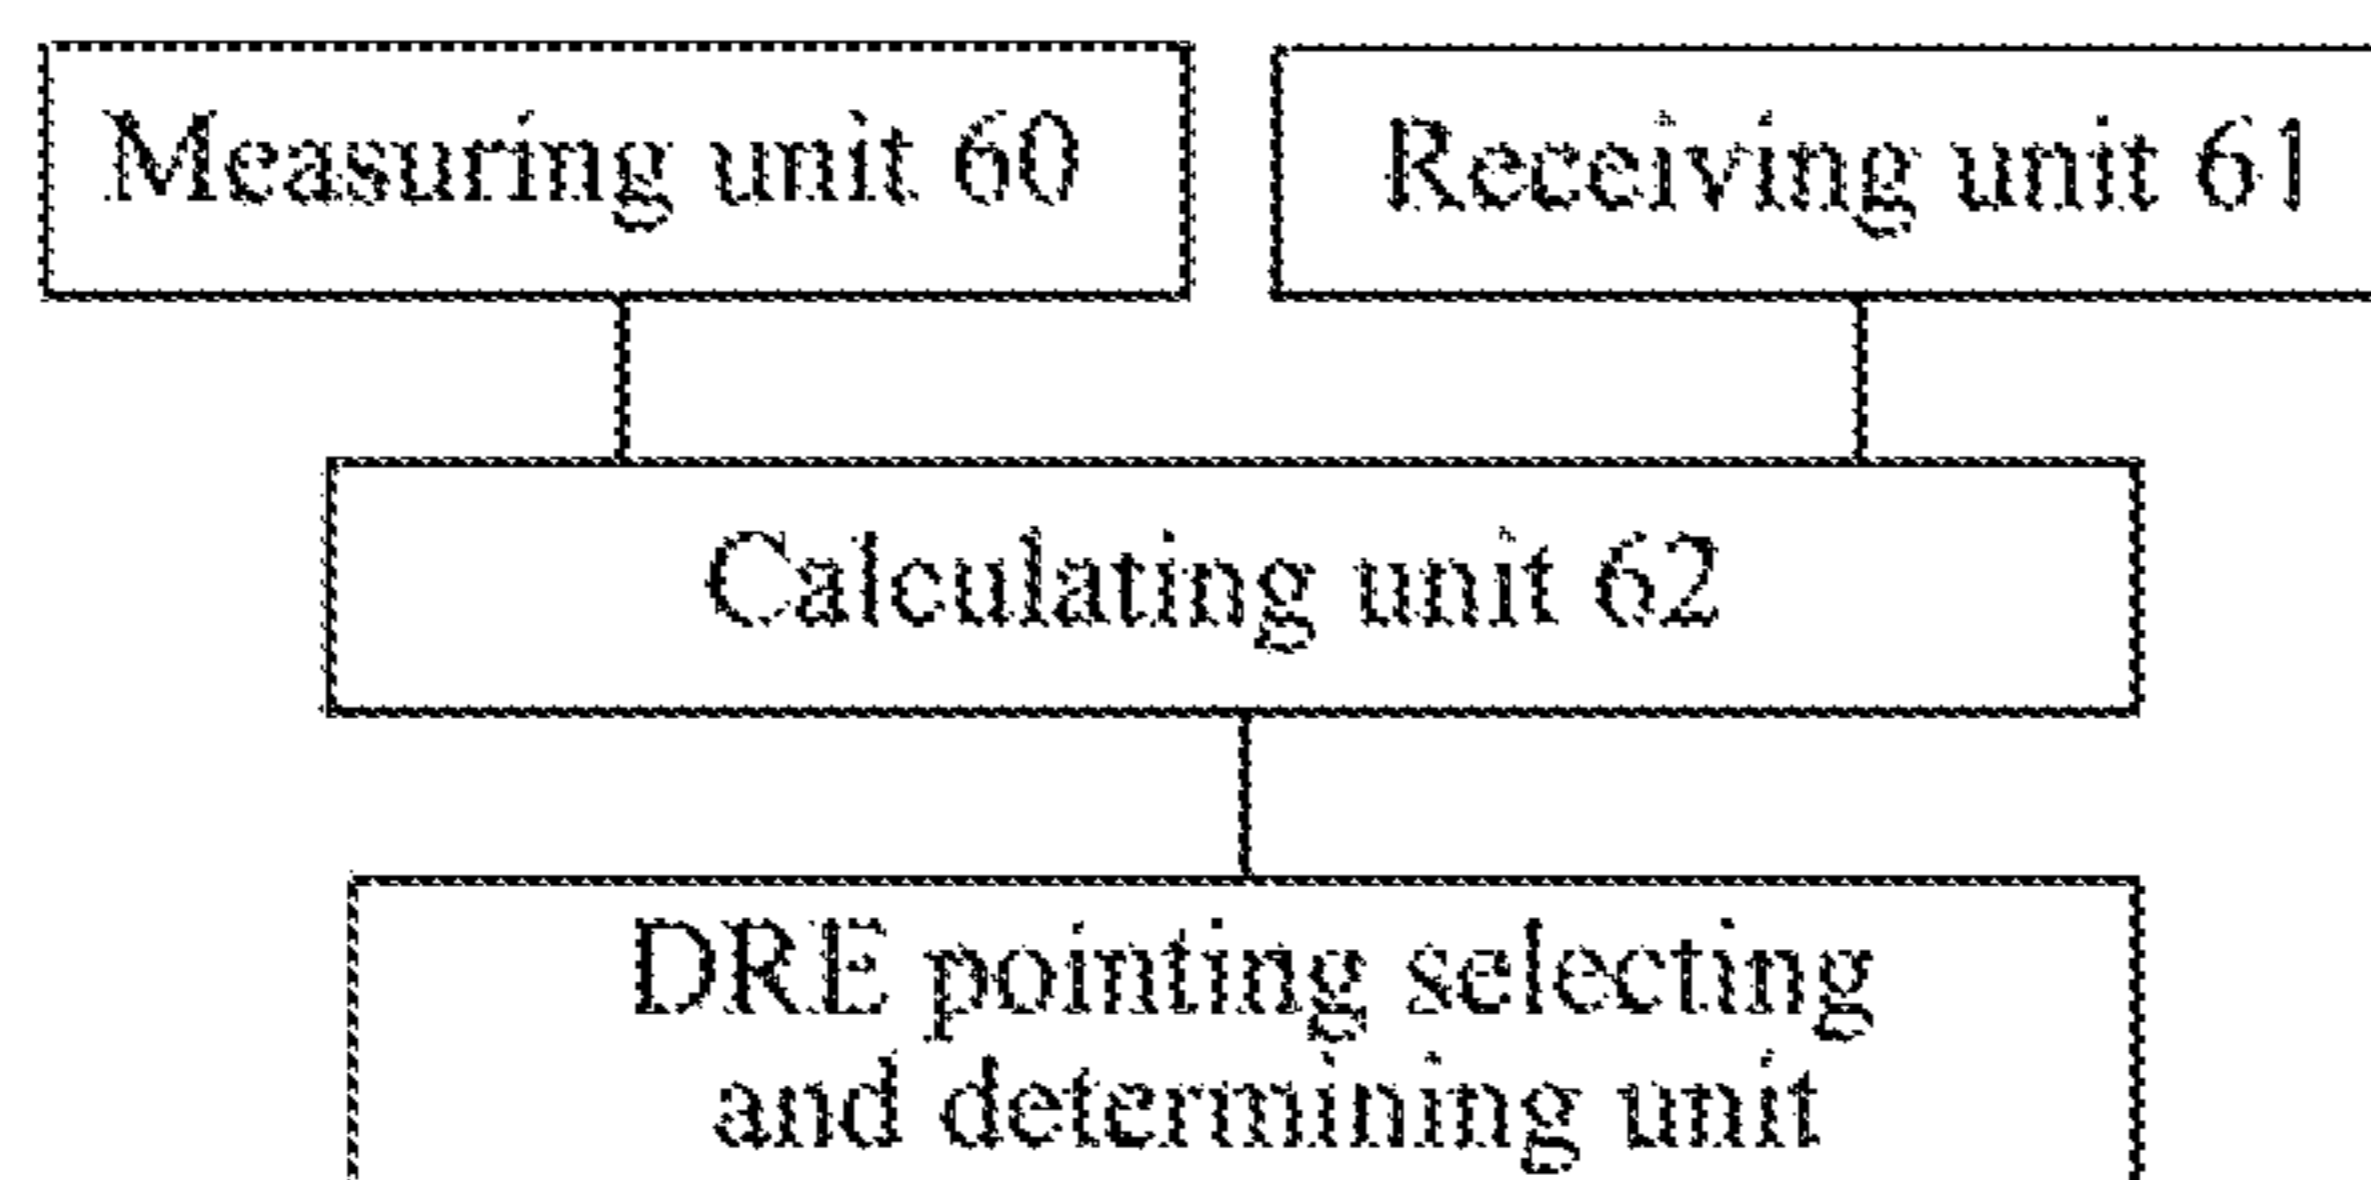 Measuring unit 60
Receiving unit 61
Calculating unit 62
DRE pointing selecting
and determining unit